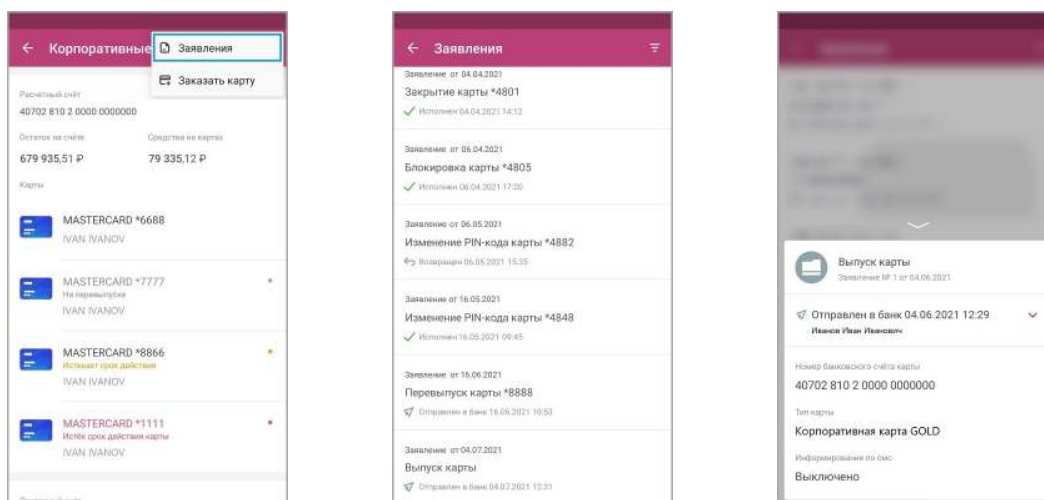 Корпоративные
Заявления
Заказать карту
Расчетный счёт
40702 810 2 0000 0000000
Остаток на счёте Средства на картах
679 935,51 ₽ 79 335,12 ₽
Карты
MASTERCARD *6688
IVAN IVANOV
MASTERCARD *7777
На перевыпуске
IVAN IVANOV
MASTERCARD *8866
Истекает срок действия
IVAN IVANOV
MASTERCARD *1111
Истёк срок действия карты
IVAN IVANOV
Заявления
Заявление от 04.04.2021
Закрытие карты *4801
Исполнен 04.04.2021 14:12
Заявление от 06.04.2021
Блокировка карты *4805
Исполнен 06.04.2021 17:20
Заявление от 06.05.2021
Изменение PIN-кода карты *4882
Возвращен 06.05.2021 15:35
Заявление от 16.05.2021
Изменение PIN-кода карты *4848
Исполнен 16.05.2021 09:45
Заявление от 16.06.2021
Перевыпуск карты *8888
Отправлен в банк 16.06.2021 10:53
Заявление от 04.07.2021
Выпуск карты
Отправлен в банк 04.07.2021 12:31
Выпуск карты
Заявление № 1 от 04.06.2021
Отправлен в банк 04.06.2021 12:29
Иванов Иван Иванович
Номер банковского счёта карты
40702 810 2 0000 0000000
Тип карты
Корпоративная карта GOLD
Информирование по смс
Выключено